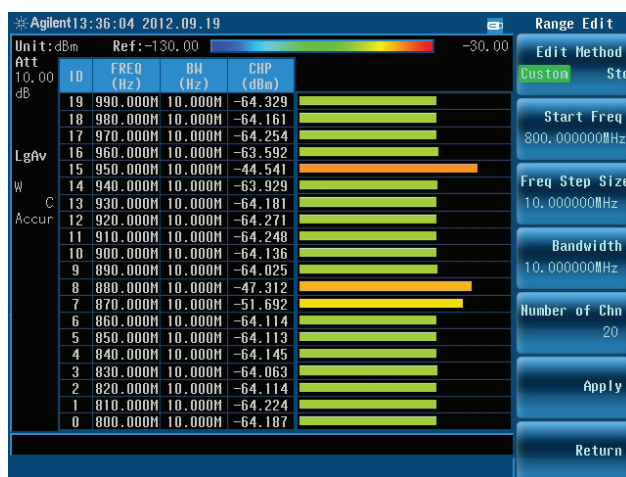 Agilent 13:36:04 2012.09.19
Range Edit
Unit:dBm Ref:-130.00 -30.00
Att
10.00
dB
LgAv
W
C
Accur
ID FREQ (Hz) BW (Hz) CHP (dBm)
19 990.000M 10.000M -64.329
18 980.000M 10.000M -64.161
17 970.000M 10.000M -64.254
16 960.000M 10.000M -63.592
15 950.000M 10.000M -44.541
14 940.000M 10.000M -63.929
13 930.000M 10.000M -64.181
12 920.000M 10.000M -64.271
11 910.000M 10.000M -64.248
10 900.000M 10.000M -64.136
9 890.000M 10.000M -64.025
8 880.000M 10.000M -47.312
7 870.000M 10.000M -51.692
6 860.000M 10.000M -64.114
5 850.000M 10.000M -64.113
4 840.000M 10.000M -64.145
3 830.000M 10.000M -64.063
2 820.000M 10.000M -64.114
1 810.000M 10.000M -64.224
0 800.000M 10.000M -64.187
Edit Method
Custom Sto
Start Freq
800.000000MHz
Freq Step Size
10.000000MHz
Bandwidth
10.000000MHz
Number of Chn
20
Apply
Return